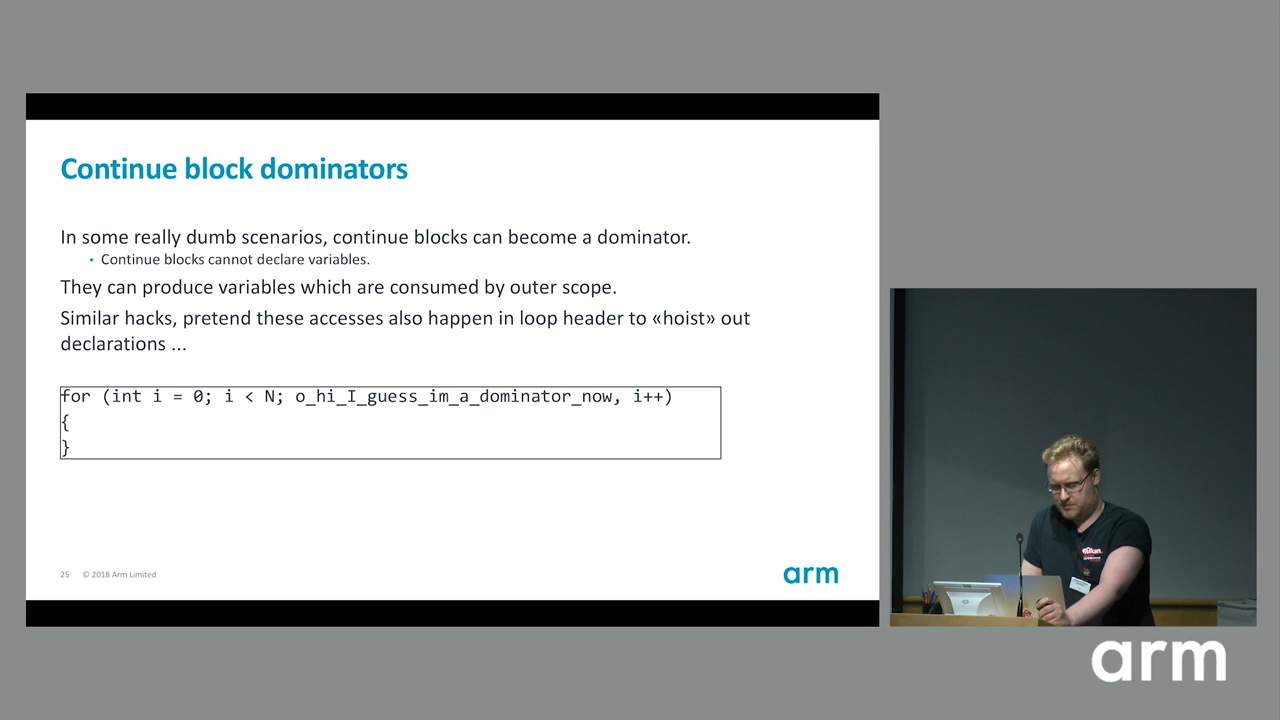 Continue block dominators
In some really dumb scenarios, continue blocks can become a dominator.
• Continue blocks cannot declare variables.
They can produce variables which are consumed by outer scope.
Similar hacks, pretend these accesses also happen in loop header to «hoist» out
declarations ...
for (int i = 0; i < N; o_hi_I_guess_im_a_dominator_now, i++)
{
}
25 © 2018 Arm Limited
arm
arm